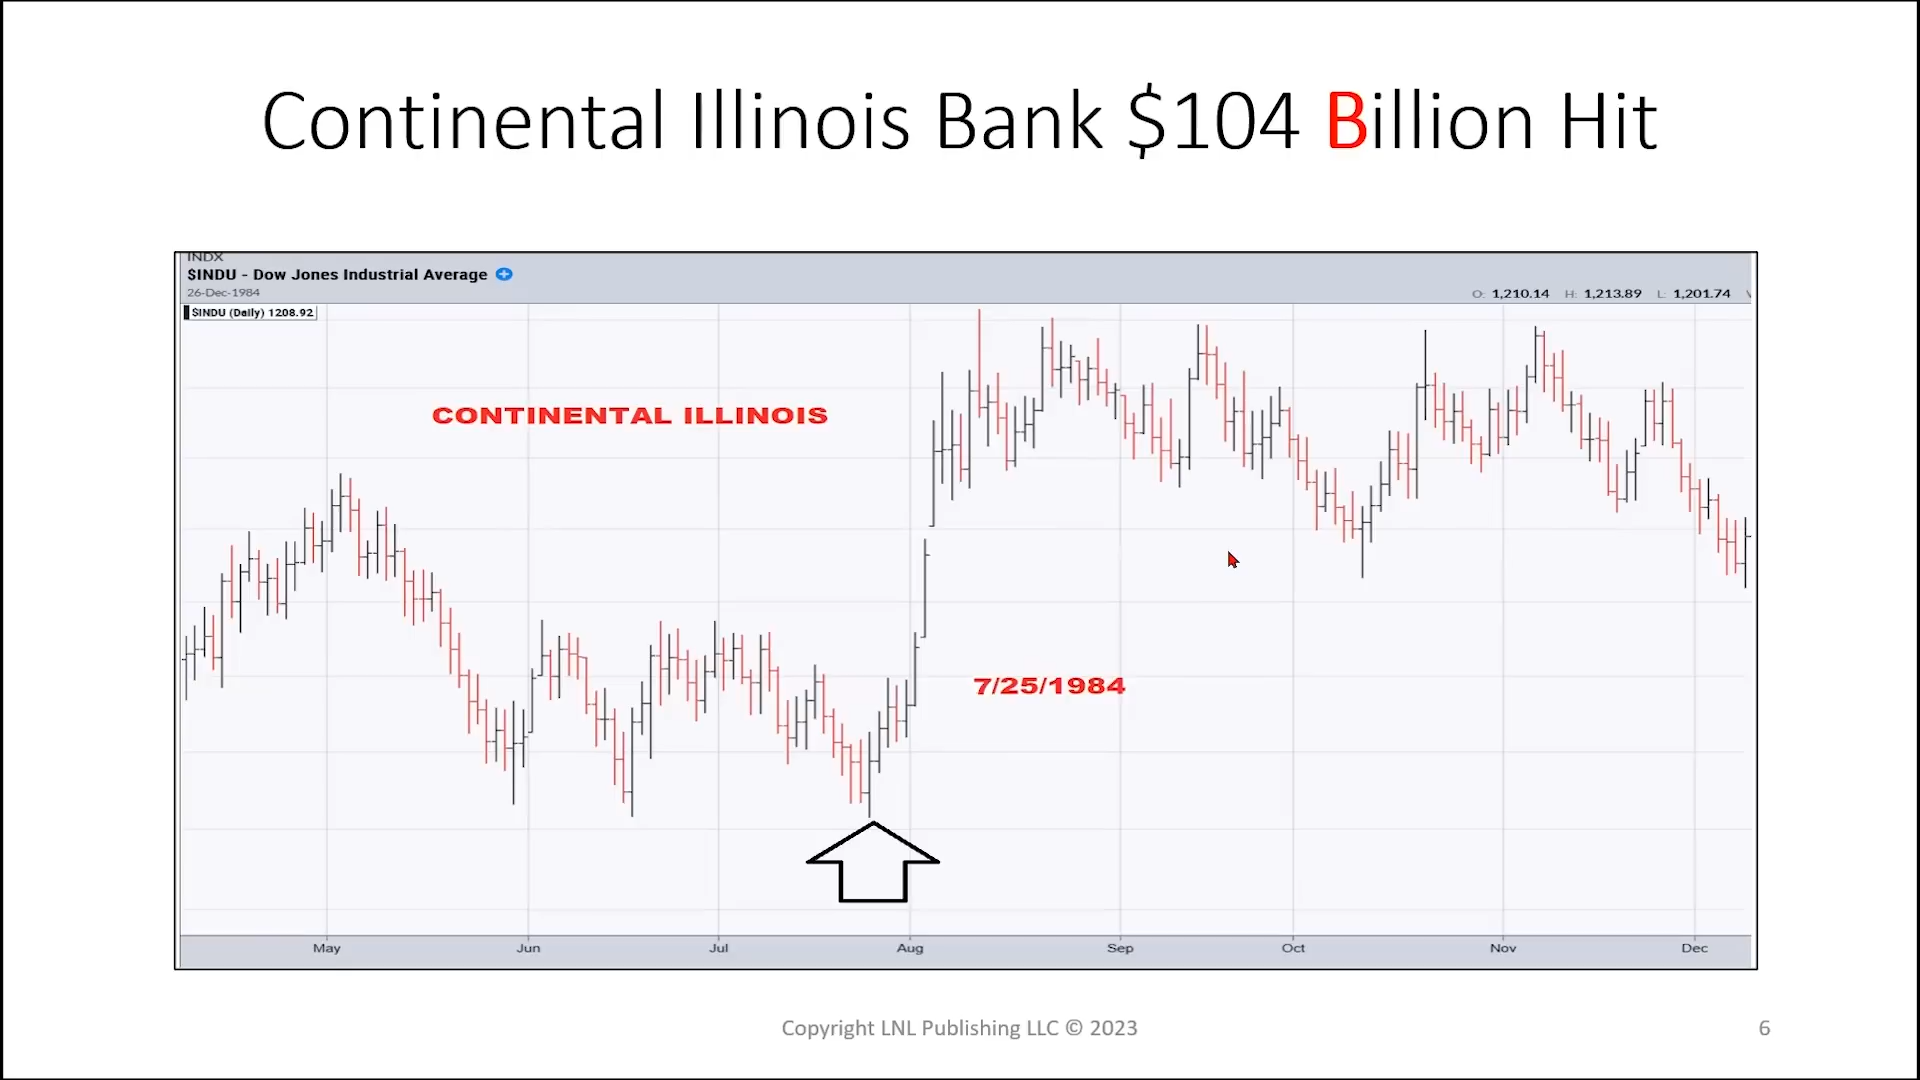 Continental Illinois Bank $104 Billion Hit
INDX
$INDU - Dow Jones Industrial Average
26-Dec-1984
O: 1,210.14 H: 1,213.89 L: 1,201.74
$INDU (Daily) 1208.92
CONTINENTAL ILLINOIS
7/25/1984
May Jun Jul Aug Sep Oct Nov Dec
Copyright LNL Publishing LLC © 2023
6